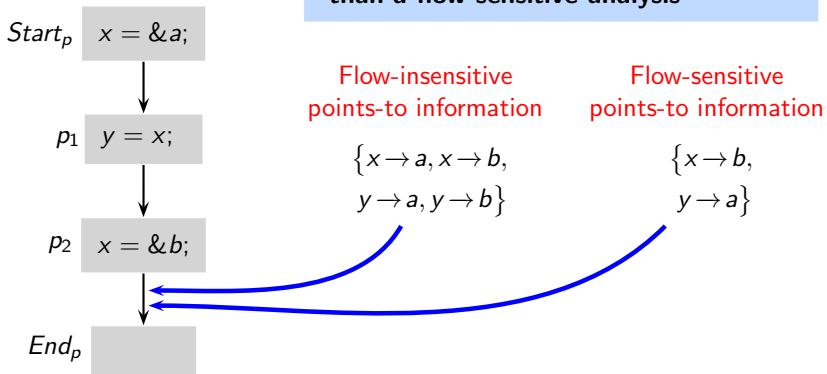 than a flow sensitive analysis
Start_p x = &a;
p_1 y = x;
p_2 x = &b;
End_p
Flow-insensitive
points-to information
{x→a, x→b,
y→a, y→b}
Flow-sensitive
points-to information
{x→b,
y→a}